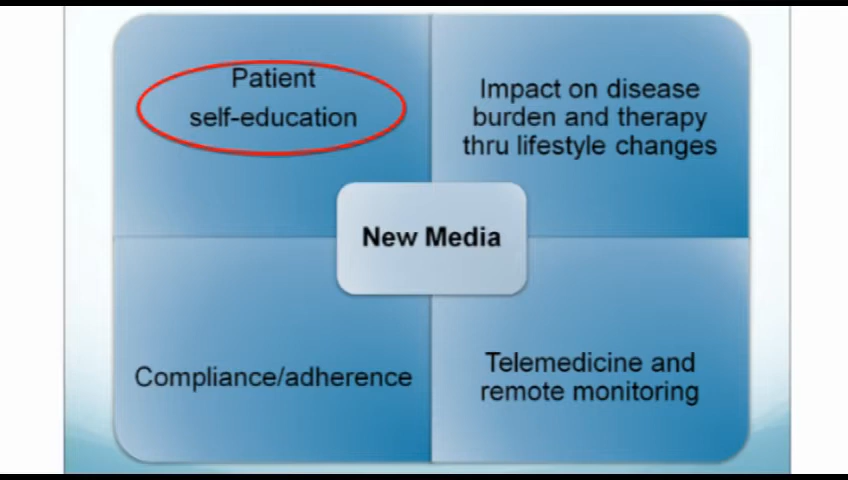 Patient
self-education
Impact on disease
burden and therapy
thru lifestyle changes
New Media
Compliance/adherence
Telemedicine and
remote monitoring